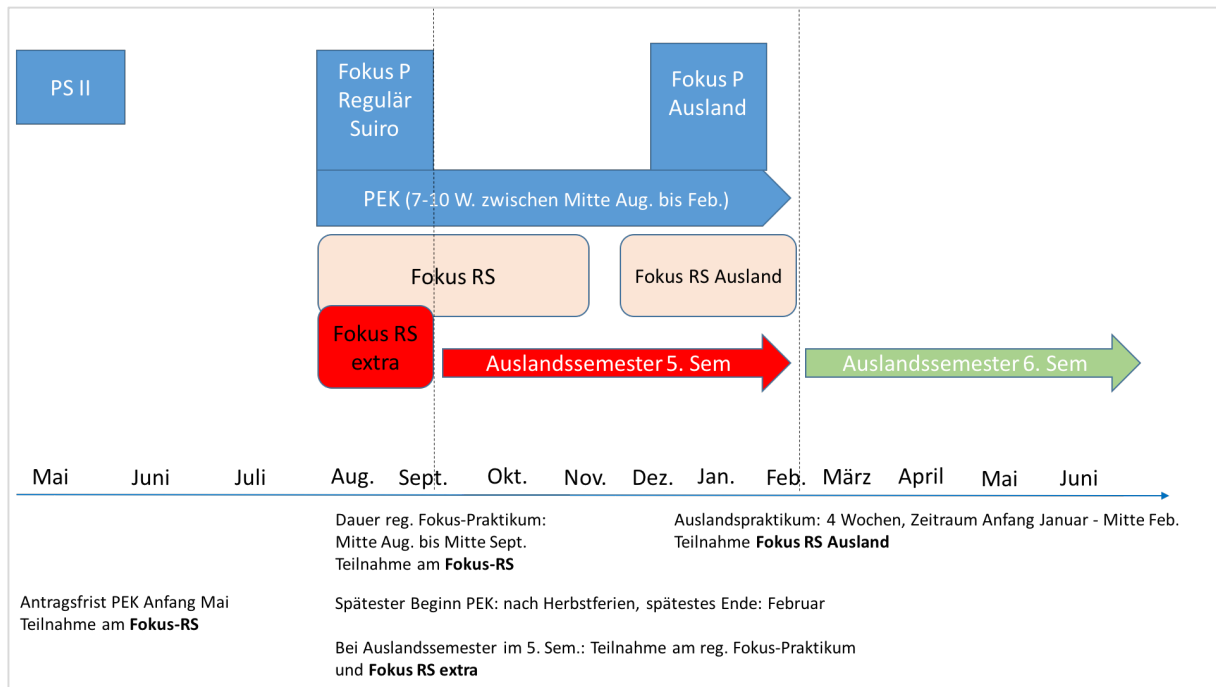 PS II
Fokus P
Regulär
Suiro
Fokus P
Ausland
PEK (7-10 W. zwischen Mitte Aug. bis Feb.)
Fokus RS
Fokus RS Ausland
Fokus RS
extra
Auslandssemester 5. Sem
Auslandssemester 6. Sem
Mai Juni Juli Aug. Sept. Okt. Nov. Dez. Jan. Feb. März April Mai Juni
Dauer reg. Fokus-Praktikum:
Mitte Aug. bis Mitte Sept.
Teilnahme am Fokus-RS
Auslandspraktikum: 4 Wochen, Zeitraum Anfang Januar - Mitte Feb.
Teilnahme Fokus RS Ausland
Antragsfrist PEK Anfang Mai
Teilnahme am Fokus-RS
Spätester Beginn PEK: nach Herbstferien, spätestes Ende: Februar
Bei Auslandssemester im 5. Sem.: Teilnahme am reg. Fokus-Praktikum
und Fokus RS extra